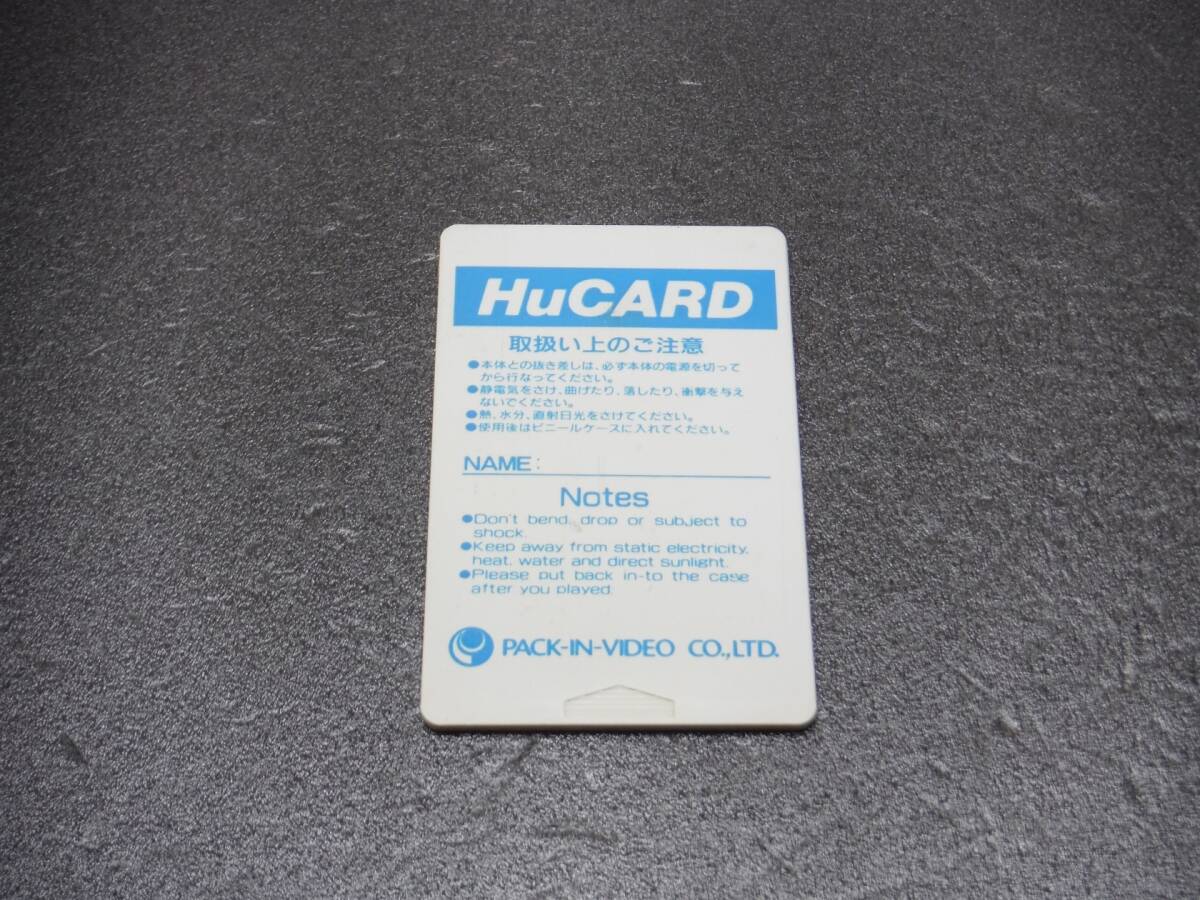 HuCARD
取扱い上のご注意
●本体との抜き差しは、必ず本体の電源を切って
から行なってください。
●静電気をさけ、曲げたり、落したり、衝撃を与え
ないでください。
●熱、水分、直射日光をさけてください。
●使用後はビニールケースに入れてください。
NAME:
Notes
●Don't bend, drop or subject to
shock.
●Keep away from static electricity,
heat, water and direct sunlight.
●Please put back in-to the case
after you played.
PACK-IN-VIDEO CO.,LTD.